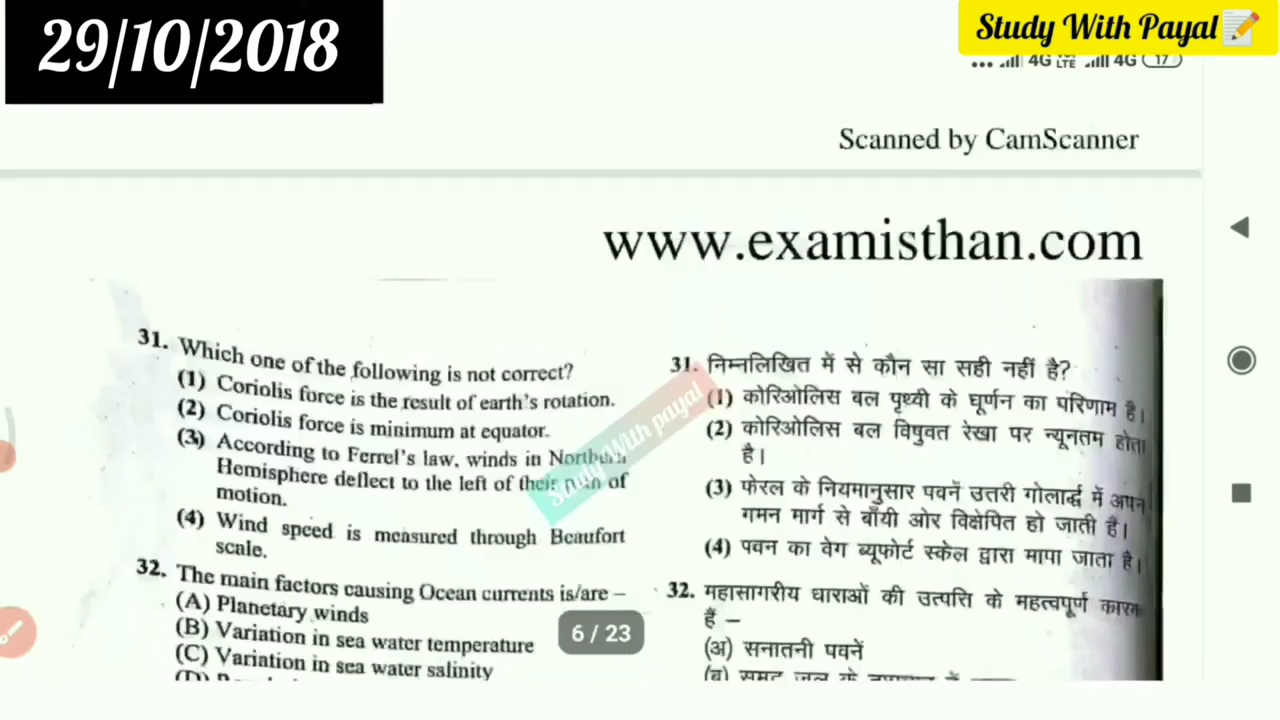 29/10/2018
Study With Payal
4G VoLTE 4G 17
Scanned by CamScanner
www.examisthan.com
31. Which one of the following is not correct?
(1) Coriolis force is the result of earth's rotation.
(2) Coriolis force is minimum at equator.
(3) According to Ferrel's law, winds in Northern
Hemisphere deflect to the left of their path of
motion.
(4) Wind speed is measured through Beaufort
scale.
32. The main factors causing Ocean currents is/are –
(A) Planetary winds
(B) Variation in sea water temperature
(C) Variation in sea water salinity
Study With payal
6 / 23
31. निम्नलिखित में से कौन सा सही नहीं है?
(1) कोरिओलिस बल पृथ्वी के घूर्णन का परिणाम है।
(2) कोरिओलिस बल विषुवत रेखा पर न्यूनतम होता
है।
(3) फेरल के नियमानुसार पवनें उत्तरी गोलार्द्ध में अपने
गमन मार्ग से बाँयी ओर विक्षेपित हो जाती हैं।
(4) पवन का वेग ब्यूफोर्ट स्केल द्वारा मापा जाता है।
32. महासागरीय धाराओं की उत्पत्ति के महत्वपूर्ण कारक
हैं –
(अ) सनातनी पवनें